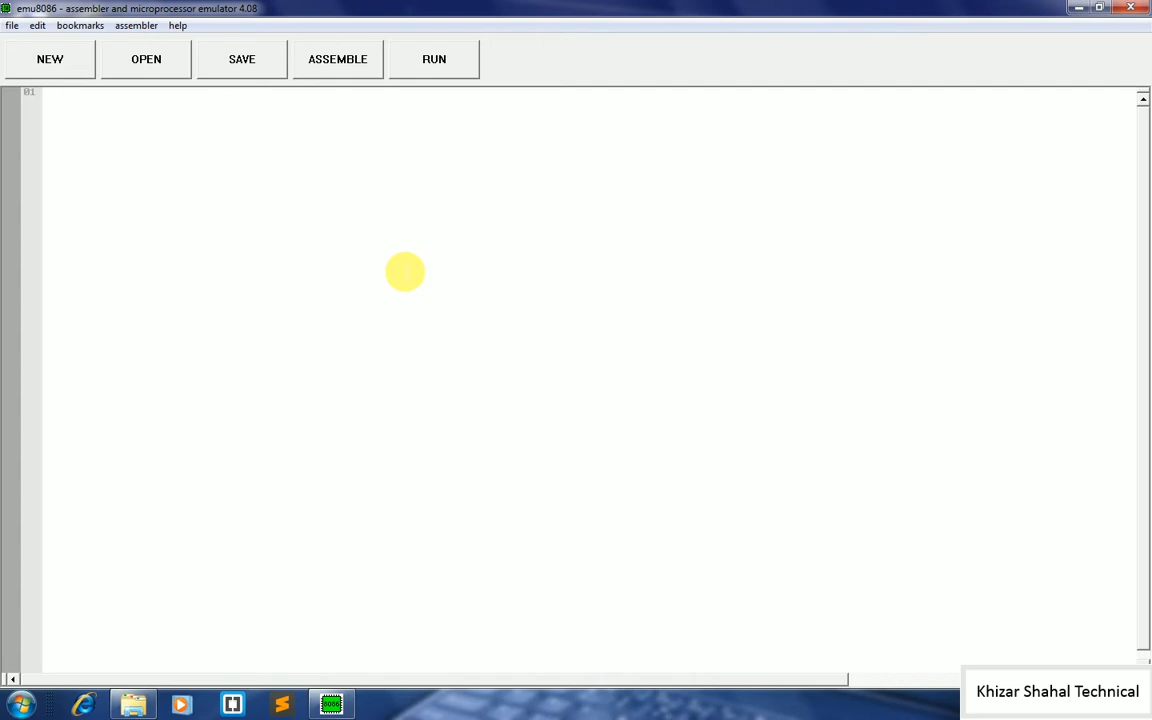 emu8086 - assembler and microprocessor emulator 4.08
file edit bookmarks assembler help
NEW OPEN SAVE ASSEMBLE RUN
01
8086
Khizar Shahal Technical